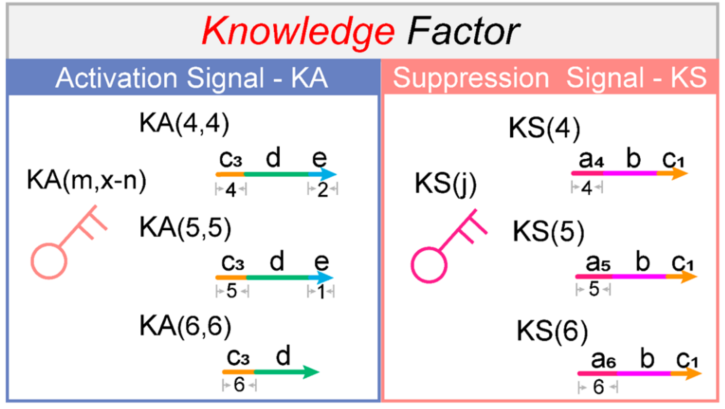 Knowledge Factor
Activation Signal - KA
KA(4,4)
c₃ d e
4 2
KA(m,x-n)
KA(5,5)
c₃ d e
5 1
KA(6,6)
c₃ d
6
Suppression Signal - KS
KS(4)
a₄ b c₁
4
KS(j)
KS(5)
a₅ b c₁
5
KS(6)
a₆ b c₁
6